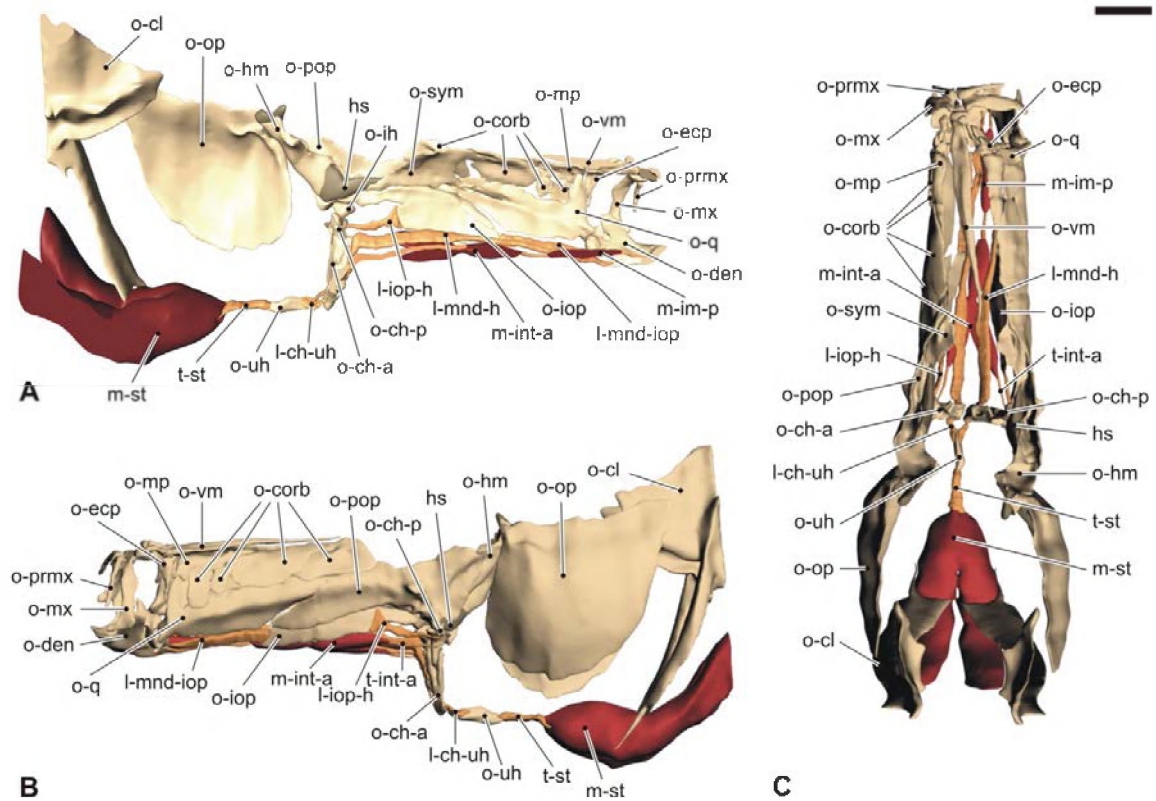 o-cl
o-op
o-hm
o-pop
hs
o-ih
o-sym
o-corb
o-mp
o-vm
o-ecp
o-prmx
o-mx
o-q
o-den
m-im-p
l-mnd-iop
o-iop
m-int-a
l-mnd-h
l-iop-h
o-ch-p
o-ch-a
l-ch-uh
o-uh
t-st
m-st
A
o-cl
o-op
o-hm
hs
o-ch-p
o-pop
o-corb
o-vm
o-mp
o-ecp
o-prmx
o-mx
o-den
o-q
l-mnd-iop
o-iop
m-int-a
l-iop-h
t-int-a
o-ch-a
l-ch-uh
o-uh
t-st
m-st
B
o-prmx
o-mx
o-mp
o-corb
m-int-a
o-sym
l-iop-h
o-pop
o-ch-a
l-ch-uh
o-uh
o-op
o-cl
o-ecp
o-q
m-im-p
o-vm
l-mnd-h
o-iop
t-int-a
o-ch-p
hs
o-hm
t-st
m-st
C